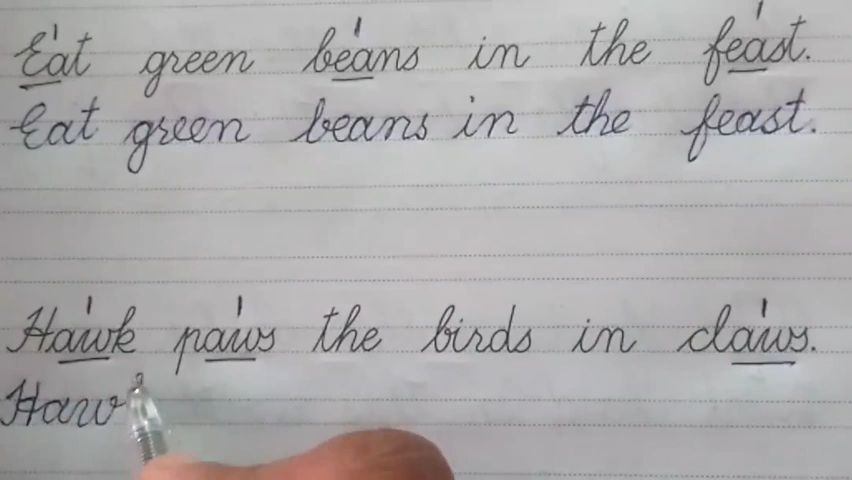 Eat green beans in the feast.
Eat green beans in the feast.
Hawk paws the birds in claws.
Haw